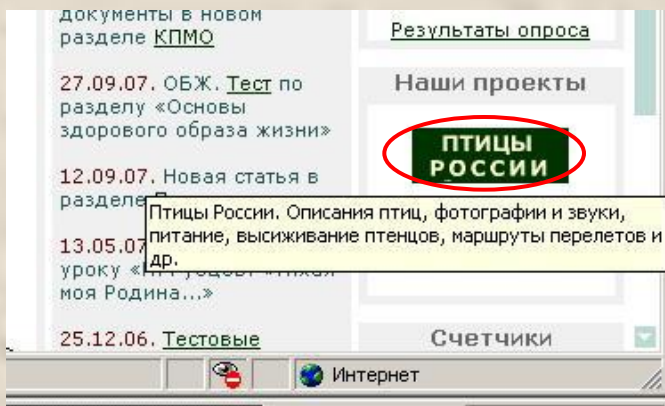 документы в новом
разделе КПМО
27.09.07. ОБЖ. Тест по
разделу «Основы
здорового образа жизни»
12.09.07. Новая статья в
разделе
13.05.07
уроку
моя Родина...»
25.12.06. Тестовые
Результаты опроса
Наши проекты
ПТИЦЫ
РОССИИ
Птицы России. Описания птиц, фотографии и звуки,
питание, высиживание птенцов, маршруты перелетов и
др.
Счетчики
Интернет